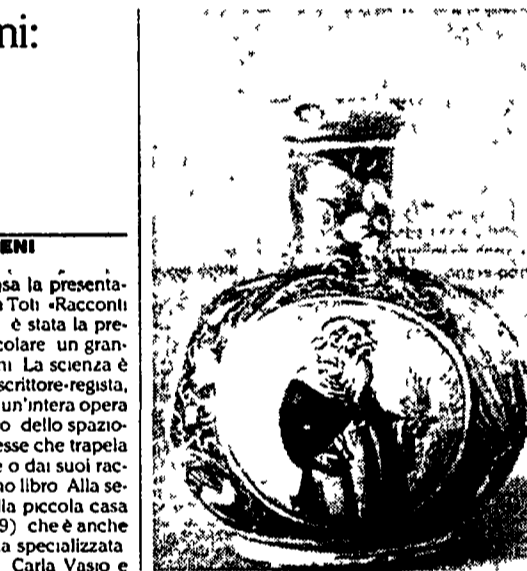 ni:
ENI
sa la presenta-
Toti «Racconti
è stata la pre-
colare un gran-
ni La scienza è
scrittore-regista,
un'intera opera
o dello spazio-
esse che trapela
e o dai suoi rac-
no libro Alla se-
lla piccola casa
9) che è anche
a specializzata
Carla Vasio e